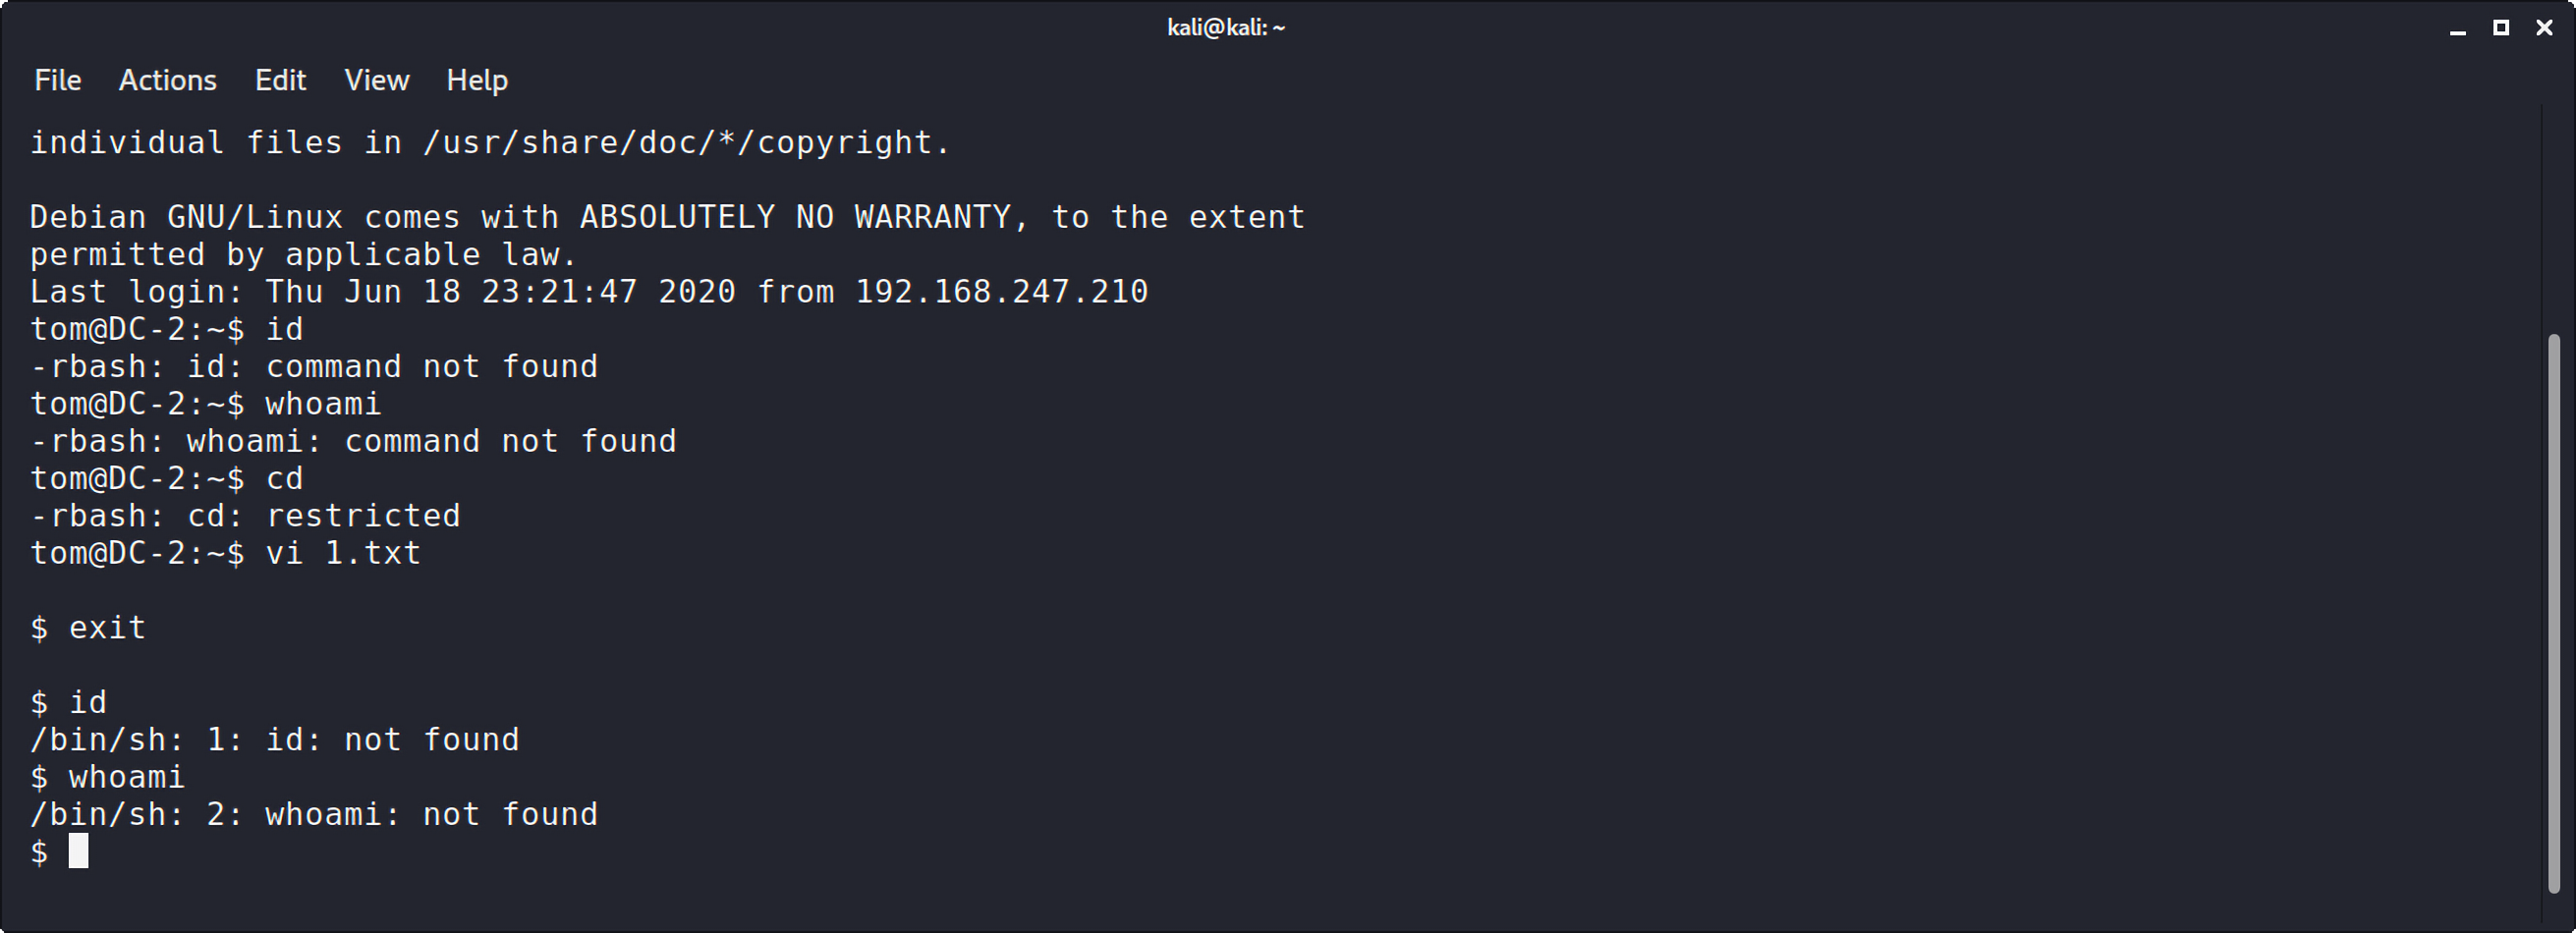 kali@kali: ~
File Actions Edit View Help
individual files in /usr/share/doc/*/copyright.
Debian GNU/Linux comes with ABSOLUTELY NO WARRANTY, to the extent
permitted by applicable law.
Last login: Thu Jun 18 23:21:47 2020 from 192.168.247.210
tom@DC-2:~$ id
-rbash: id: command not found
tom@DC-2:~$ whoami
-rbash: whoami: command not found
tom@DC-2:~$ cd
-rbash: cd: restricted
tom@DC-2:~$ vi 1.txt
$ exit
$ id
/bin/sh: 1: id: not found
$ whoami
/bin/sh: 2: whoami: not found
$